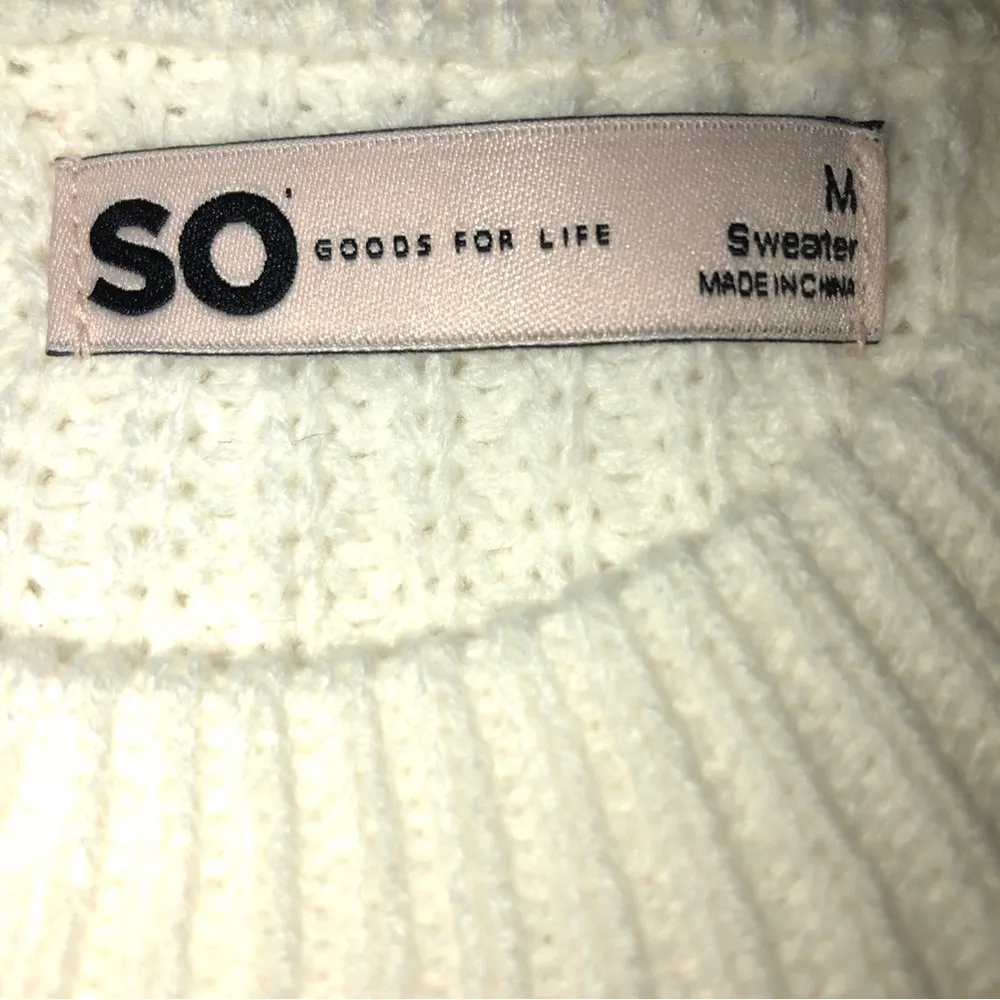 SO GOODS FOR LIFE
M
Sweater
MADE IN CHINA